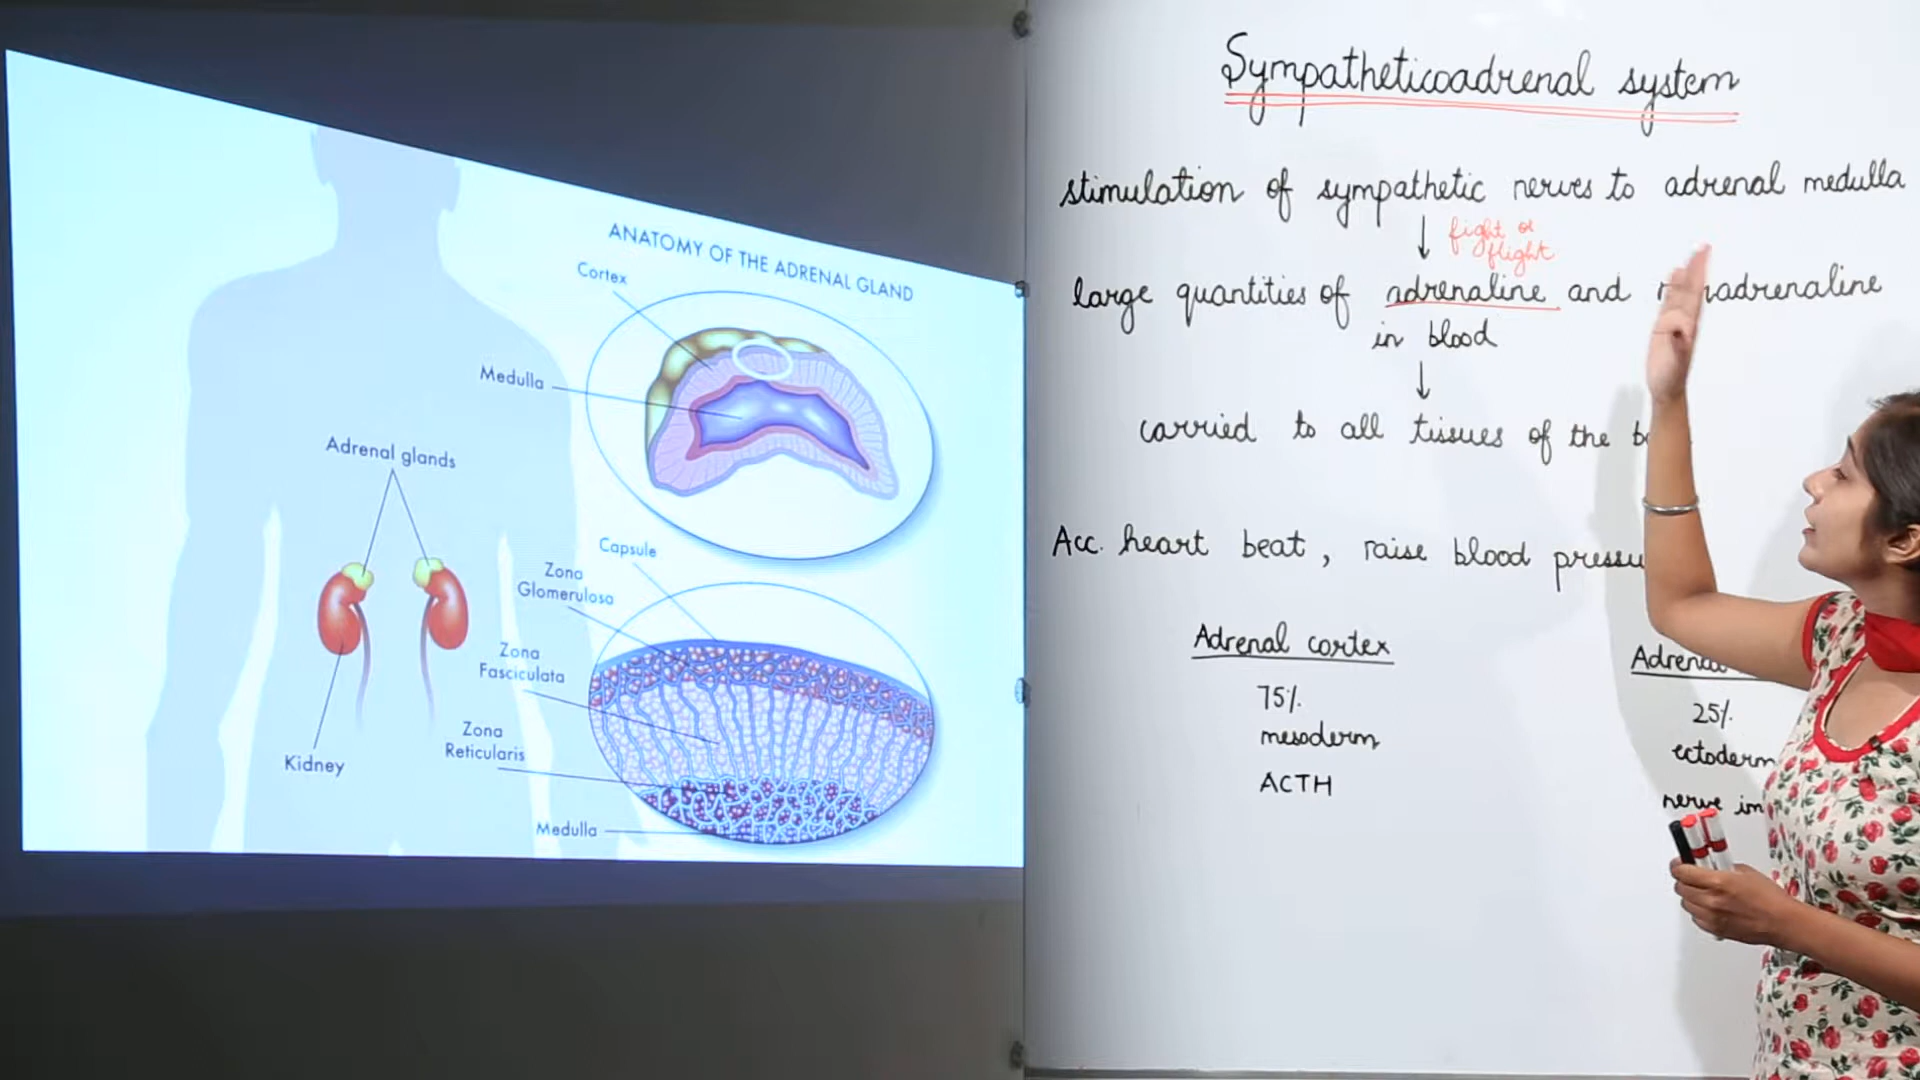 ANATOMY OF THE ADRENAL GLAND
Cortex
Medulla
Adrenal glands
Kidney
Capsule
Zona
Glomerulosa
Zona
Fasciculata
Zona
Reticularis
Medulla
Sympatheticoadrenal system
stimulation of sympathetic nerves to adrenal medulla
↓ fight or
flight
large quantities of adrenaline and
in blood
↓
carried to all tissues of the
Acc. heart beat, raise blood
Adrenal cortex
75%
mesoderm
ACTH
25%
ectoderm
nerve